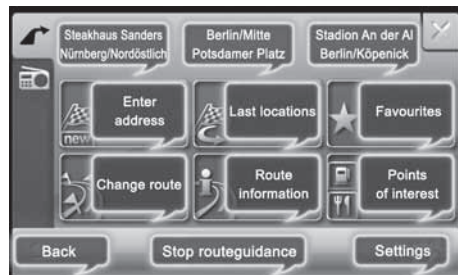 Steakhaus Sanders
Nürnberg/Nordöstlich
Berlin/Mitte
Potsdamer Platz
Stadion An der Al
Berlin/Köpenick
Enter
address
new
Last locations
Favourites
Change route
Route
information
Points
of interest
Back
Stop routeguidance
Settings